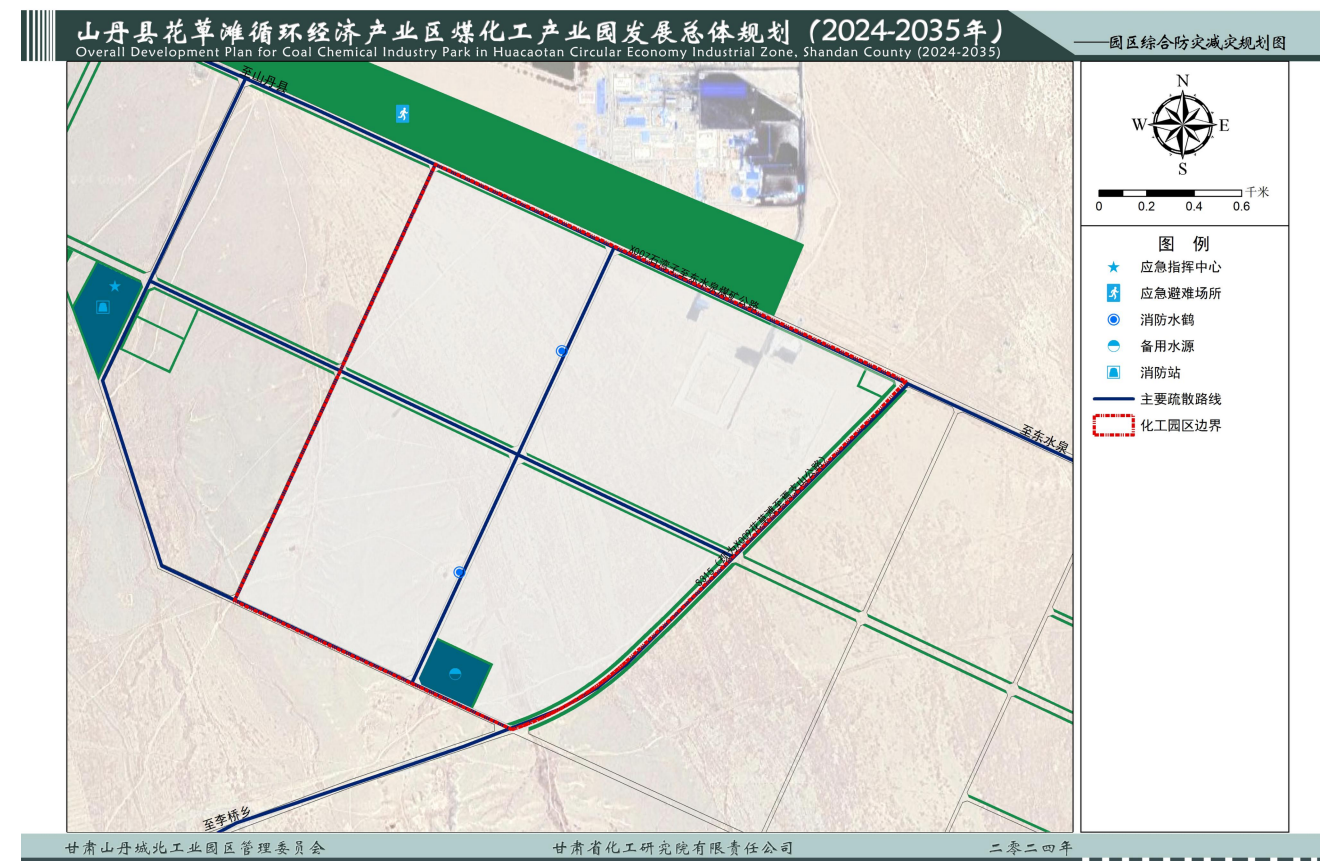 山丹县花草滩循环经济产业区煤化工产业园发展总体规划（2024-2035年）
Overall Development Plan for Coal Chemical Industry Park in Huacaotan Circular Economy Industrial Zone, Shandan County (2024-2035)
——园区综合防灾减灾规划图
至山丹县
N
W
E
S
千米
0 0.2 0.4 0.6
图 例
应急指挥中心
应急避难场所
消防水鹤
备用水源
消防站
主要疏散路线
化工园区边界
至东水泉
至李桥乡
甘肃山丹城北工业园区管理委员会
甘肃省化工研究院有限责任公司
二零二四年